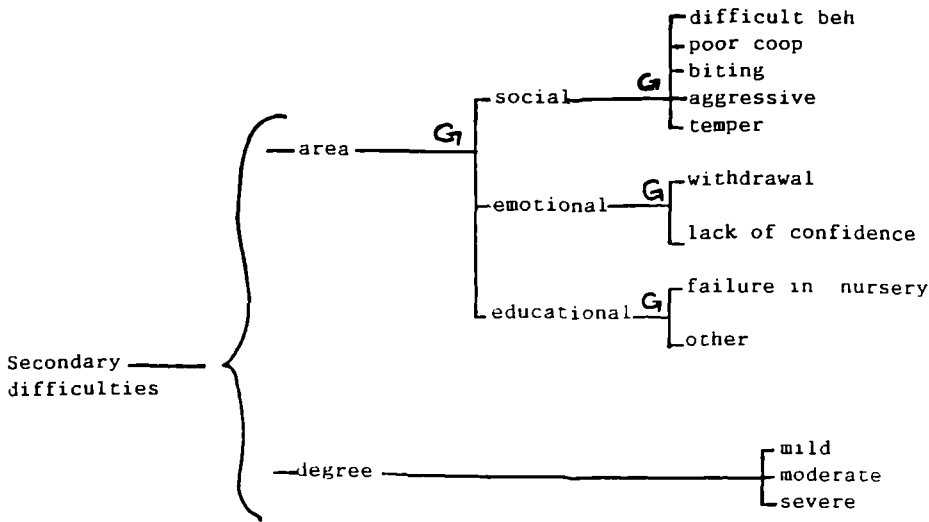 difficult beh
poor coop
biting
G
aggressive
social
temper
G
area
withdrawal
G
emotional
lack of confidence
failure in nursery
G
educational
other
Secondary
difficulties
mild
degree
moderate
severe